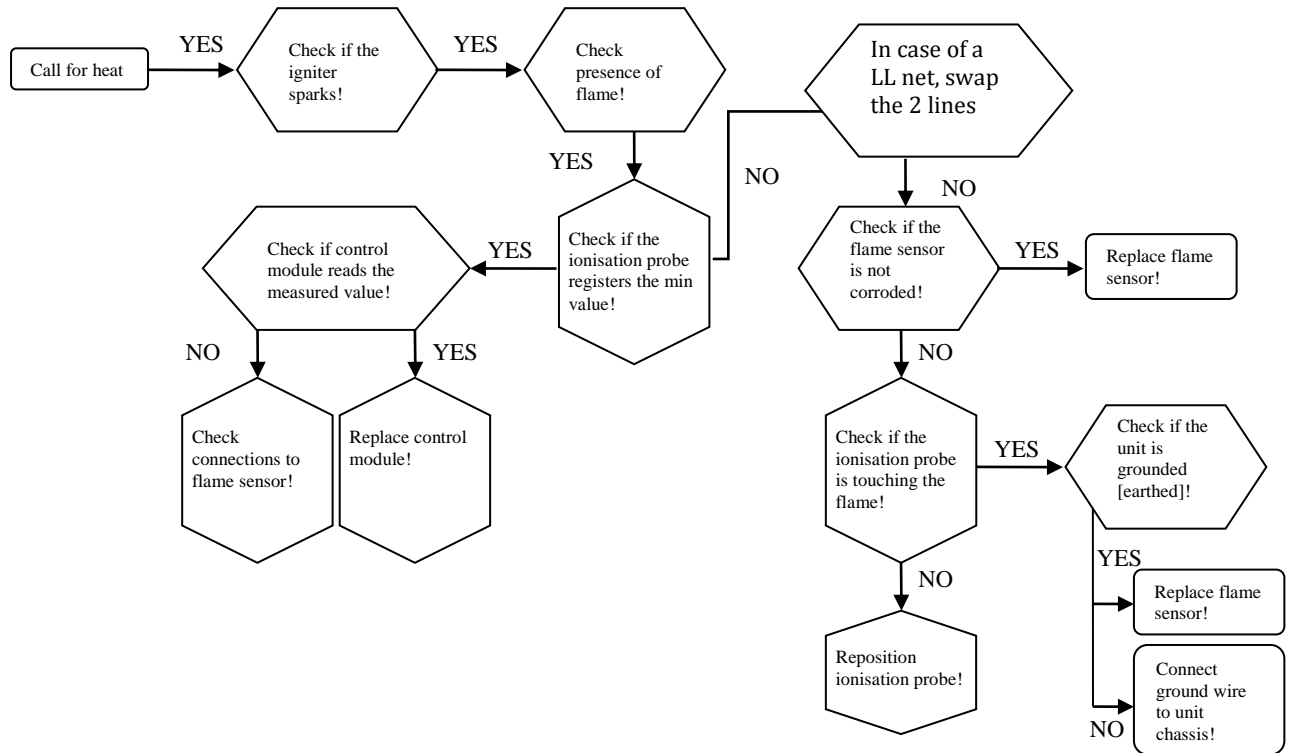 Call for heat
YES
Check if the
igniter
sparks!
YES
Check
presence of
flame!
In case of a
LL net, swap
the 2 lines
YES
NO
NO
Check if control
module reads the
measured value!
YES
Check if the
ionisation probe
registers the min
value!
Check if the
flame sensor
is not
corroded!
YES
Replace flame
sensor!
NO
YES
NO
Check
connections to
flame sensor!
Replace control
module!
Check if the
ionisation probe
is touching the
flame!
YES
Check if the
unit is
grounded
[earthed]!
NO
YES
Replace flame
sensor!
Reposition
ionisation probe!
Connect
ground wire
to unit
chassis!
NO